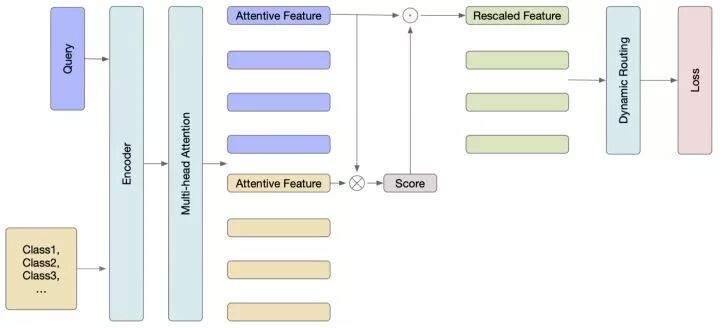 Query
Class1,
Class2,
Class3,
...
Encoder
Multi-head Attention
Attentive Feature
Attentive Feature
Score
Rescaled Feature
Dynamic Routing
Loss